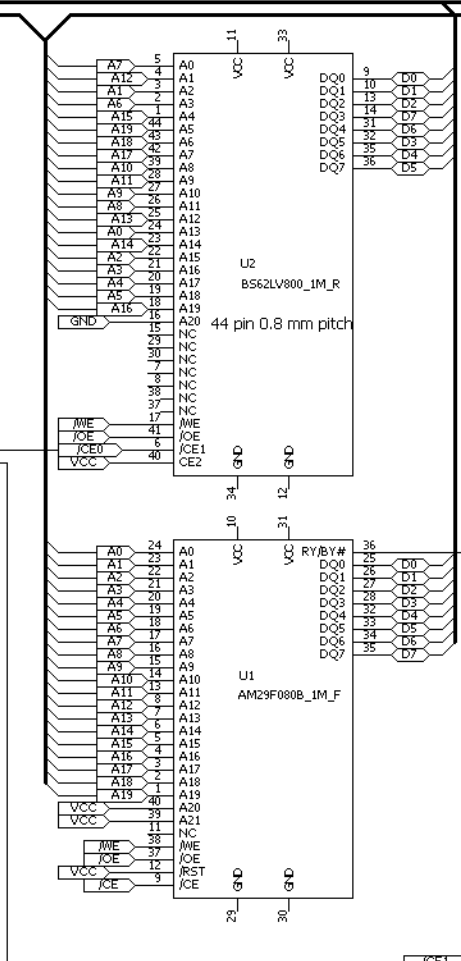 11 33
VCC VCC
A7 5 A0
A12 4 A1 DQ0 9 D0
A1 3 A2 DQ1 10 D1
A6 2 A3 DQ2 13 D2
A15 1 A4 DQ3 14 D7
A19 44 A5 DQ4 31 D6
A18 43 A6 DQ5 32 D3
A17 42 A7 DQ6 35 D4
A10 39 A8 DQ7 36 D5
A11 28 A9
A9 27 A10
A8 26 A11
A13 25 A12
A0 24 A13
A14 23 A14
A2 22 A15
A3 21 A16
A4 20 A17
A5 19 A18
A16 18 A19
GND 16 A20
15 NC
29 NC
30 NC
7 NC
8 NC
38 NC
37 NC
/WE 17 /WE
/OE 41 /OE
/CE0 6 /CE1
VCC 40 CE2
U2
BS62LV800_1M_R
44 pin 0.8 mm pitch
GND GND
34 12
10 31
VCC VCC
A0 24 A0 RY/BY# 36
A1 23 A1 DQ0 25 D0
A2 22 A2 DQ1 26 D1
A3 21 A3 DQ2 27 D2
A4 20 A4 DQ3 28 D3
A5 19 A5 DQ4 32 D4
A6 18 A6 DQ5 33 D5
A7 17 A7 DQ6 34 D6
A8 16 A8 DQ7 35 D7
A9 15 A9
A10 14 A10
A11 13 A11
A12 8 A12
A13 7 A13
A14 6 A14
A15 5 A15
A16 4 A16
A17 3 A17
A18 2 A18
A19 1 A19
VCC 40 A20
VCC 39 A21
11 NC
/WE 38 /WE
/OE 37 /OE
VCC 12 /RST
/CE 9 /CE
U1
AM29F080B_1M_F
GND GND
29 30
/CE1